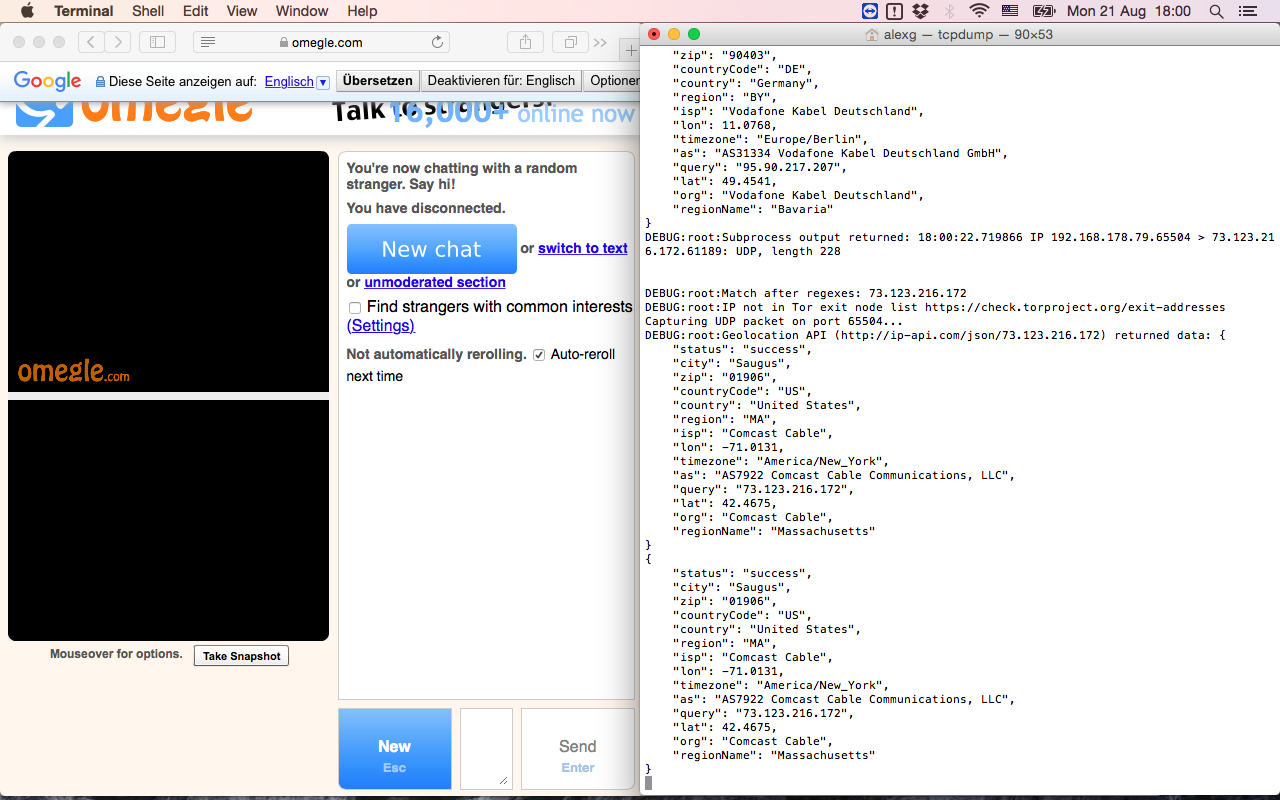 Terminal Shell Edit View Window Help Mon 21 Aug 18:00
omegle.com
Google Diese Seite anzeigen auf: Englisch Übersetzen Deaktivieren für: Englisch Optionen
omegle Talk to strangers! 16,000+ online now
omegle.com
Mouseover for options. Take Snapshot
You're now chatting with a random
stranger. Say hi!
You have disconnected.
New chat or switch to text
or unmoderated section
Find strangers with common interests
(Settings)
Not automatically rerolling. Auto-reroll
next time
New
Esc
Send
Enter
alexg — tcpdump — 90×53
"zip": "90403",
"countryCode": "DE",
"country": "Germany",
"region": "BY",
"isp": "Vodafone Kabel Deutschland",
"lon": 11.0768,
"timezone": "Europe/Berlin",
"as": "AS31334 Vodafone Kabel Deutschland GmbH",
"query": "95.90.217.207",
"lat": 49.4541,
"org": "Vodafone Kabel Deutschland",
"regionName": "Bavaria"
}
DEBUG:root:Subprocess output returned: 18:00:22.719866 IP 192.168.178.79.65504 > 73.123.21
6.172.61189: UDP, length 228
DEBUG:root:Match after regexes: 73.123.216.172
DEBUG:root:IP not in Tor exit node list https://check.torproject.org/exit-addresses
Capturing UDP packet on port 65504...
DEBUG:root:Geolocation API (http://ip-api.com/json/73.123.216.172) returned data: {
"status": "success",
"city": "Saugus",
"zip": "01906",
"countryCode": "US",
"country": "United States",
"region": "MA",
"isp": "Comcast Cable",
"lon": -71.0131,
"timezone": "America/New_York",
"as": "AS7922 Comcast Cable Communications, LLC",
"query": "73.123.216.172",
"lat": 42.4675,
"org": "Comcast Cable",
"regionName": "Massachusetts"
}
{
"status": "success",
"city": "Saugus",
"zip": "01906",
"countryCode": "US",
"country": "United States",
"region": "MA",
"isp": "Comcast Cable",
"lon": -71.0131,
"timezone": "America/New_York",
"as": "AS7922 Comcast Cable Communications, LLC",
"query": "73.123.216.172",
"lat": 42.4675,
"org": "Comcast Cable",
"regionName": "Massachusetts"
}